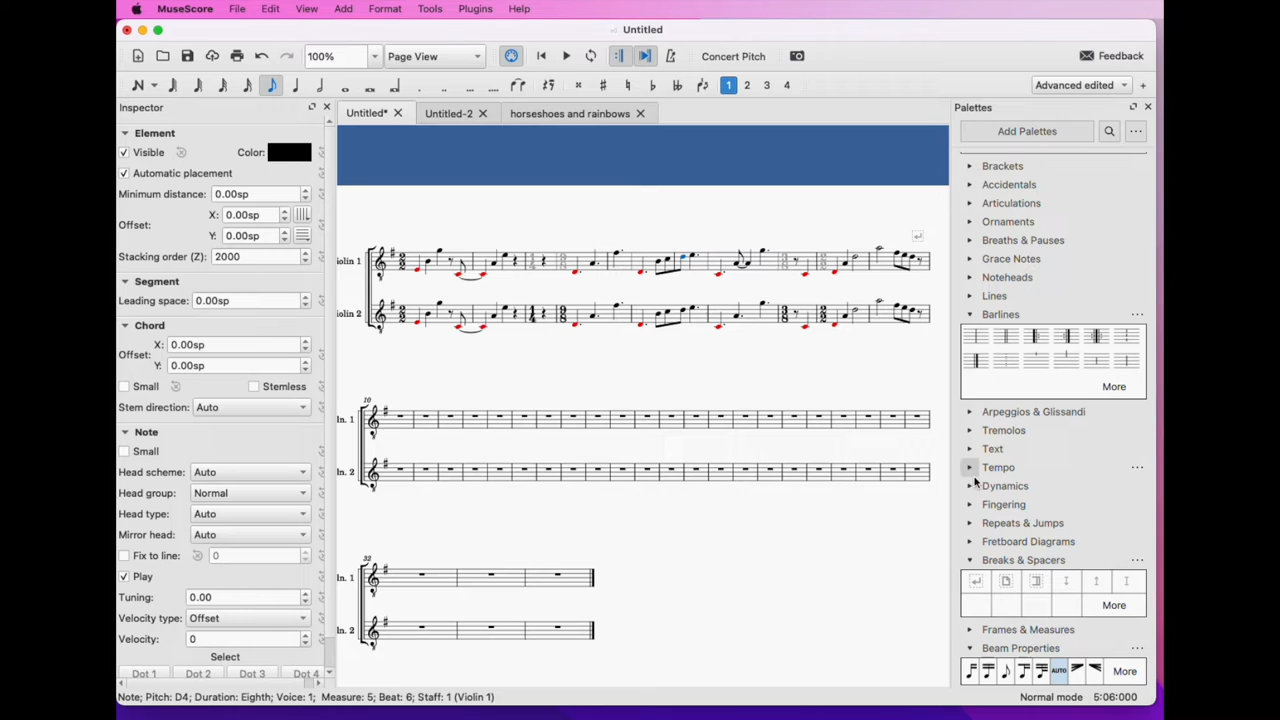 MuseScore File Edit View Add Format Tools Plugins Help
Untitled
100% Page View Concert Pitch Feedback
1 2 3 4 Advanced edited +
Inspector
Untitled* Untitled-2 horseshoes and rainbows
Palettes
Element
Visible Color:
Automatic placement
Minimum distance: 0.00sp
Offset: X: 0.00sp
Y: 0.00sp
Stacking order (Z): 2000
Segment
Leading space: 0.00sp
Chord
Offset: X: 0.00sp
Y: 0.00sp
Small Stemless
Stem direction: Auto
Note
Small
Head scheme: Auto
Head group: Normal
Head type: Auto
Mirror head: Auto
Fix to line: 0
Play
Tuning: 0.00
Velocity type: Offset
Velocity: 0
Select
Dot 1 Dot 2 Dot 3 Dot 4
iolin 1
iolin 2
10
ln. 1
ln. 2
32
ln. 1
ln. 2
Add Palettes
Brackets
Accidentals
Articulations
Ornaments
Breaths & Pauses
Grace Notes
Noteheads
Lines
Barlines
More
Arpeggios & Glissandi
Tremolos
Text
Tempo
Dynamics
Fingering
Repeats & Jumps
Fretboard Diagrams
Breaks & Spacers
More
Frames & Measures
Beam Properties
AUTO More
Note; Pitch: D4; Duration: Eighth; Voice: 1; Measure: 5; Beat: 6; Staff: 1 (Violin 1) Normal mode 5:06:000